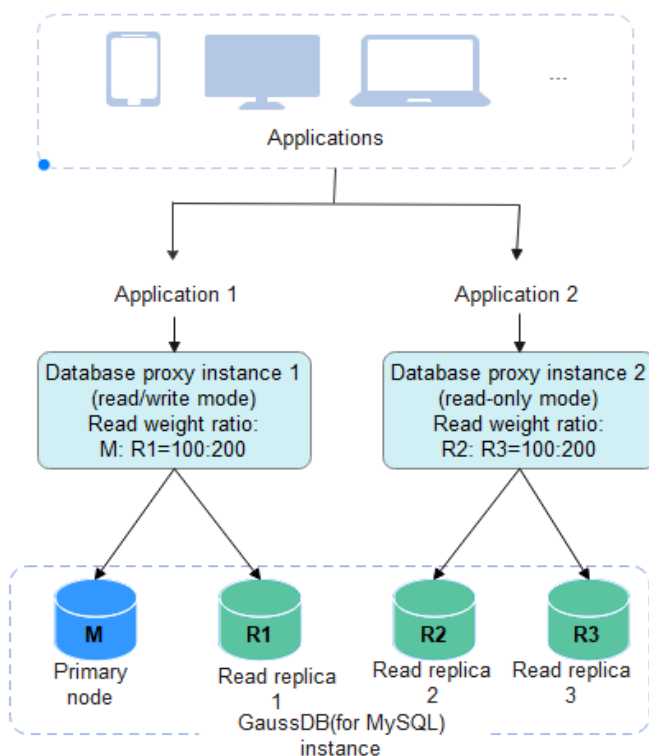 ...
Applications
Application 1
Application 2
Database proxy instance 1
(read/write mode)
Read weight ratio:
M: R1=100:200
Database proxy instance 2
(read-only mode)
Read weight ratio:
R2: R3=100:200
M
R1
R2
R3
Primary
node
Read replica
1
Read replica
2
Read replica
3
GaussDB(for MySQL)
instance